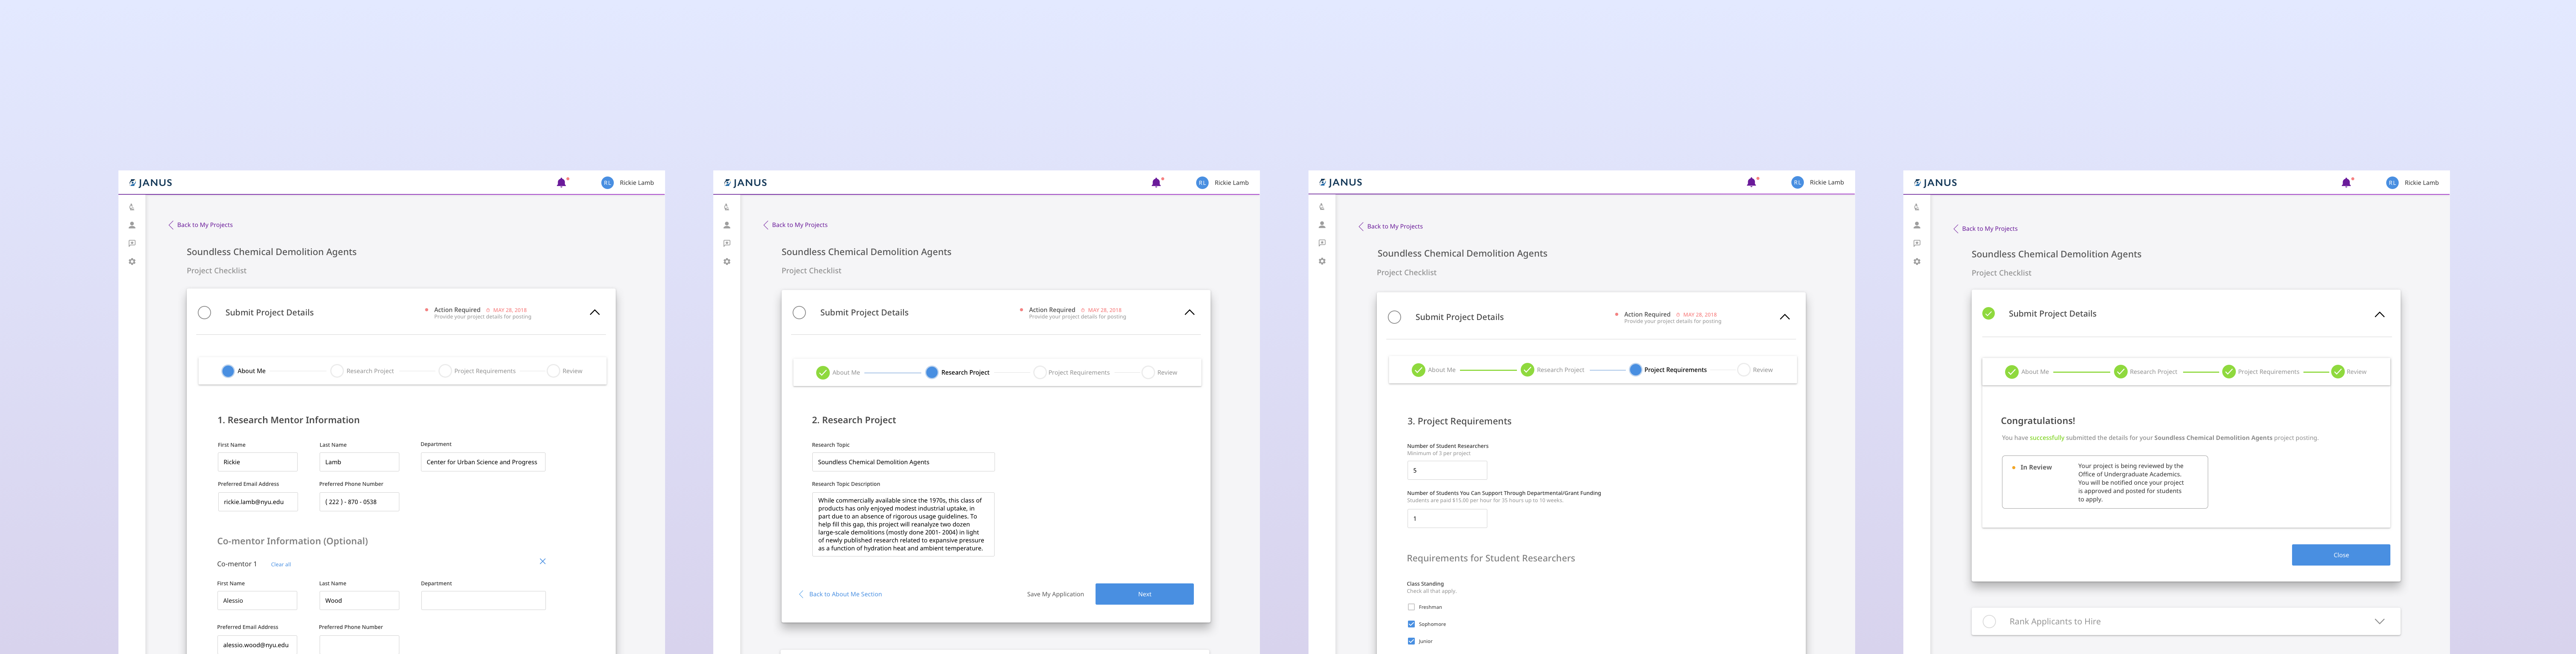 JANUS
RL Rickie Lamb
Back to My Projects
Soundless Chemical Demolition Agents
Project Checklist
Submit Project Details
Action Required MAY 28, 2018
Provide your project details for posting
About Me Research Project Project Requirements Review
1. Research Mentor Information
First Name Last Name Department
Rickie Lamb Center for Urban Science and Progress
Preferred Email Address Preferred Phone Number
rickie.lamb@nyu.edu ( 222 ) - 870 - 0538
Co-mentor Information (Optional)
Co-mentor 1 Clear all
First Name Last Name Department
Alessio Wood
Preferred Email Address Preferred Phone Number
alessio.wood@nyu.edu
JANUS
RL Rickie Lamb
Back to My Projects
Soundless Chemical Demolition Agents
Project Checklist
Submit Project Details
Action Required MAY 28, 2018
Provide your project details for posting
About Me Research Project Project Requirements Review
2. Research Project
Research Topic
Soundless Chemical Demolition Agents
Research Topic Description
While commercially available since the 1970s, this class of
products has only enjoyed modest industrial uptake, in
part due to an absence of rigorous usage guidelines. To
help fill this gap, this project will reanalyze two dozen
large-scale demolitions (mostly done 2001- 2004) in light
of newly published research related to expansive pressure
as a function of hydration heat and ambient temperature.
Back to About Me Section Save My Application Next
JANUS
RL Rickie Lamb
Back to My Projects
Soundless Chemical Demolition Agents
Project Checklist
Submit Project Details
Action Required MAY 28, 2018
Provide your project details for posting
About Me Research Project Project Requirements Review
3. Project Requirements
Number of Student Researchers
Minimum of 3 per project
5
Number of Students You Can Support Through Departmental/Grant Funding
Students are paid $15.00 per hour for 35 hours up to 10 weeks.
1
Requirements for Student Researchers
Class Standing
Check all that apply.
Freshman
Sophomore
Junior
JANUS
RL Rickie Lamb
Back to My Projects
Soundless Chemical Demolition Agents
Project Checklist
Submit Project Details
About Me Research Project Project Requirements Review
Congratulations!
You have successfully submitted the details for your Soundless Chemical Demolition Agents project posting.
In Review
Your project is being reviewed by the
Office of Undergraduate Academics.
You will be notified once your project
is approved and posted for students
to apply.
Close
Rank Applicants to Hire